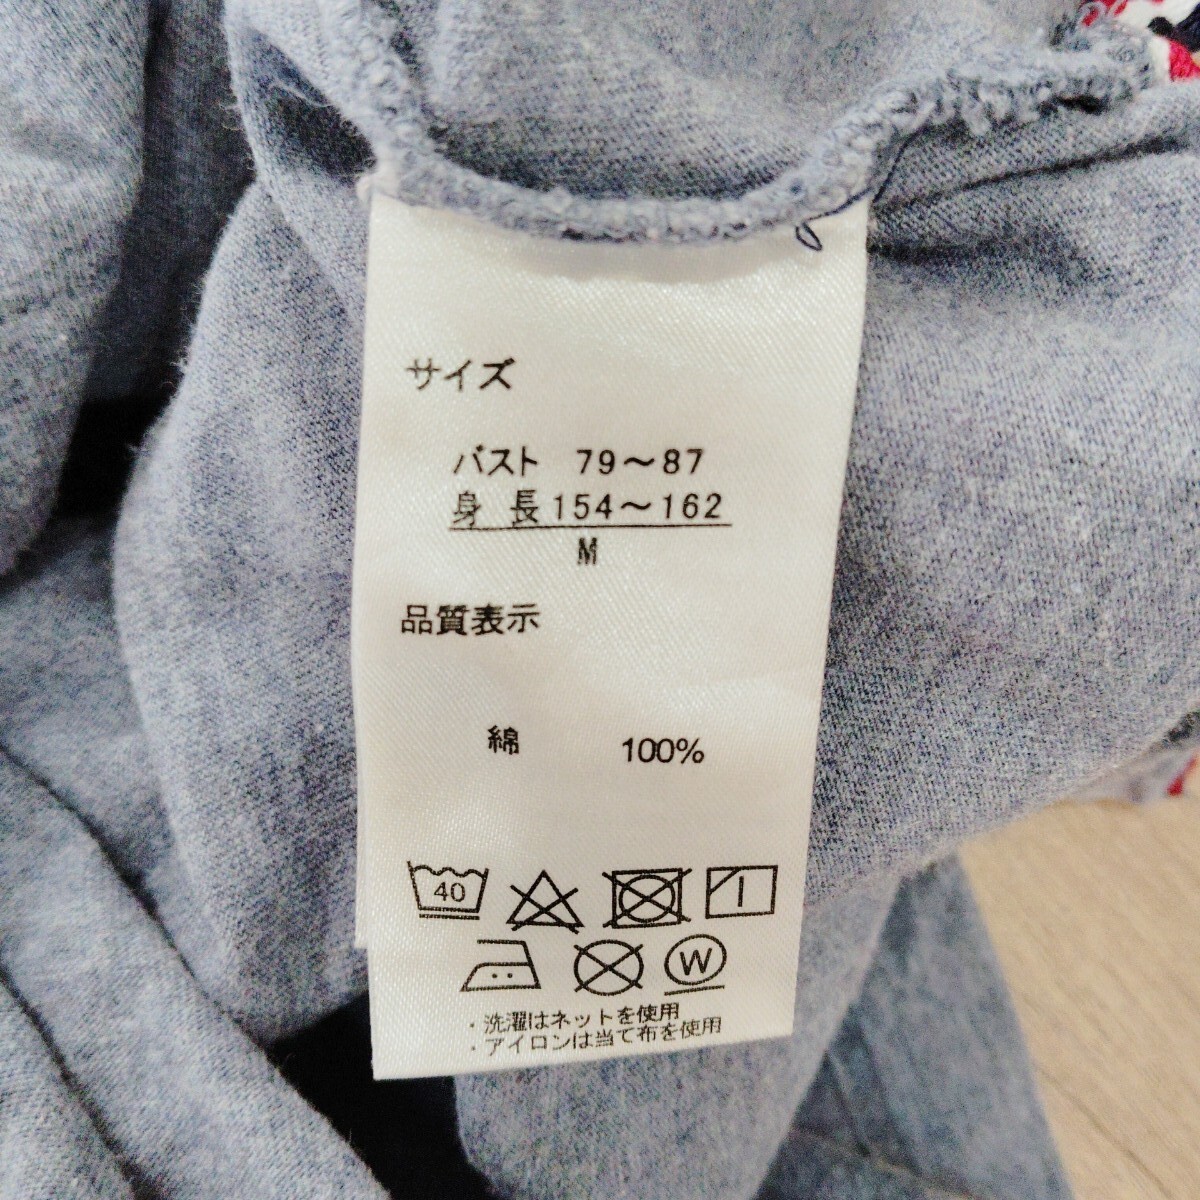 サイズ
バスト 79～87
身 長 154～162
M
品質表示
綿 100%
40
W
・洗濯はネットを使用
・アイロンは当て布を使用